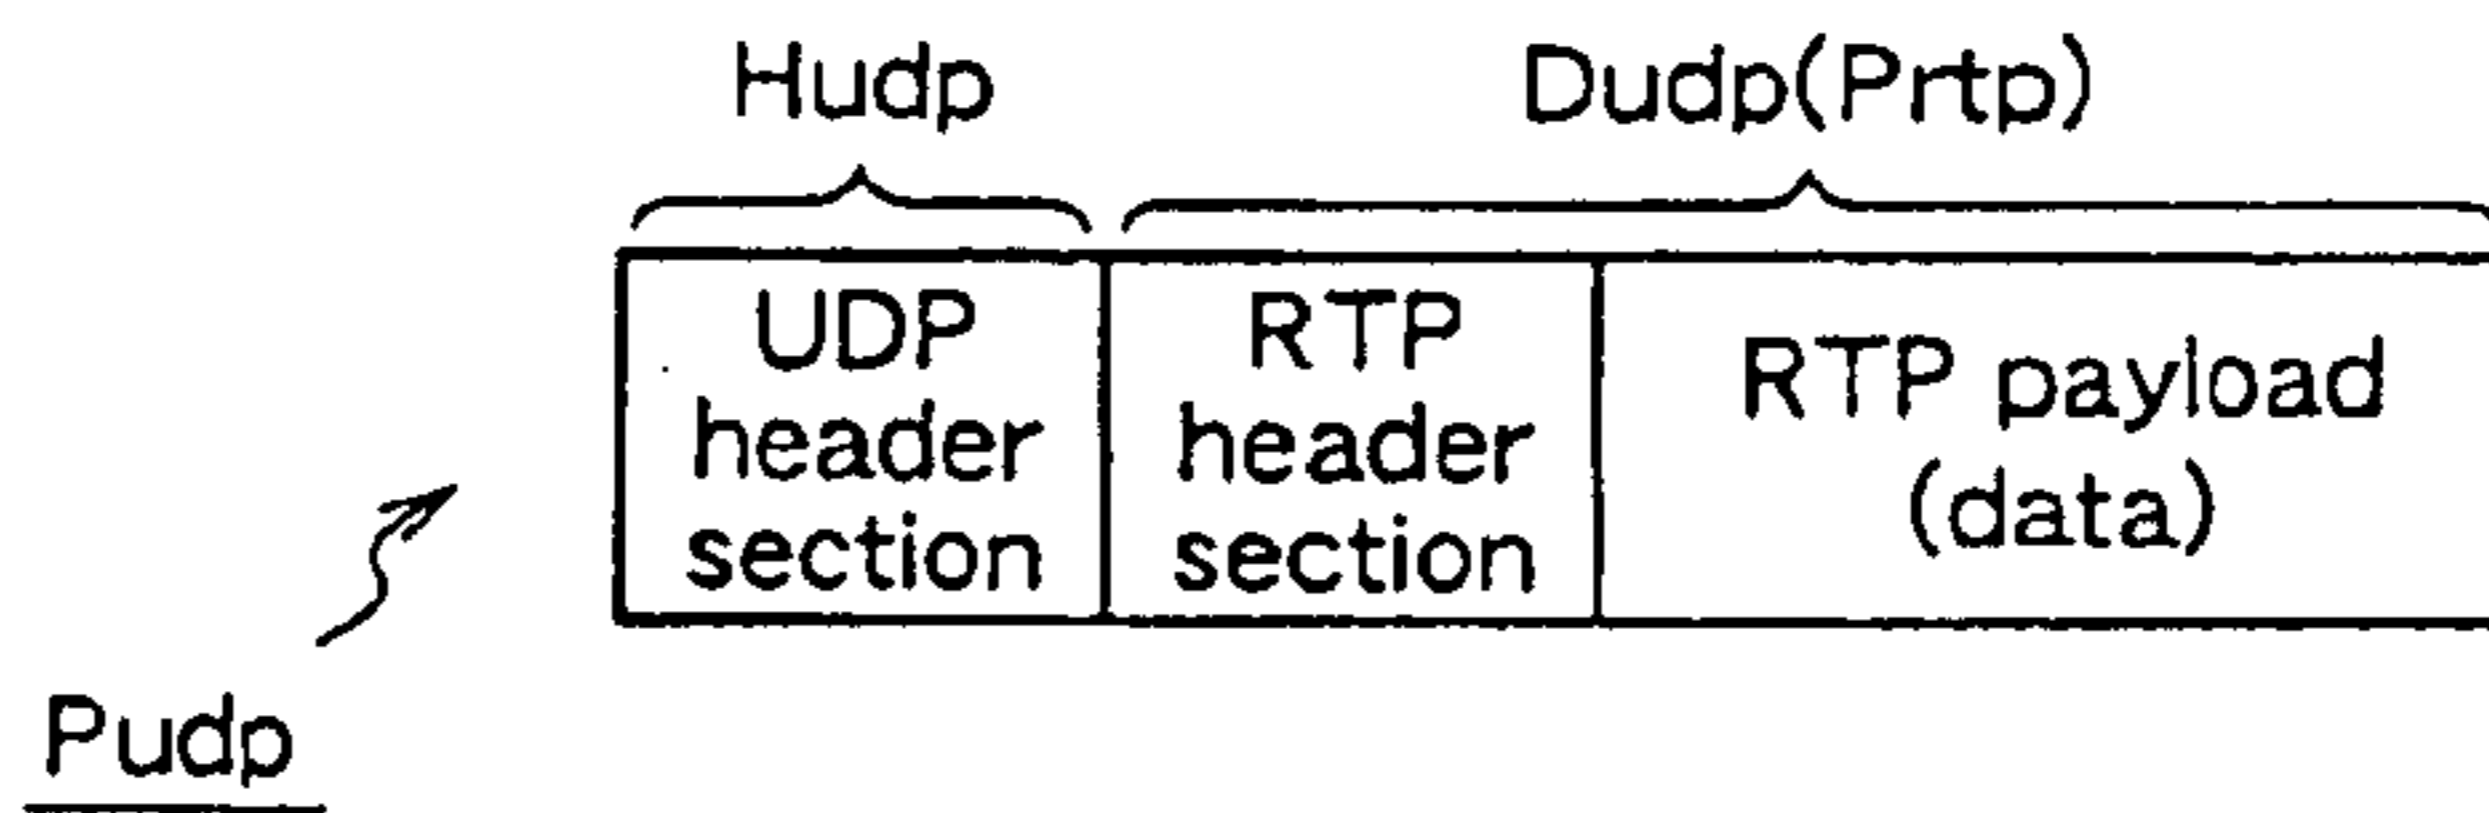 Hudp
Dudp(Prtp)
UDP
header
section
RTP
header
section
RTP payload
(data)
Pudp